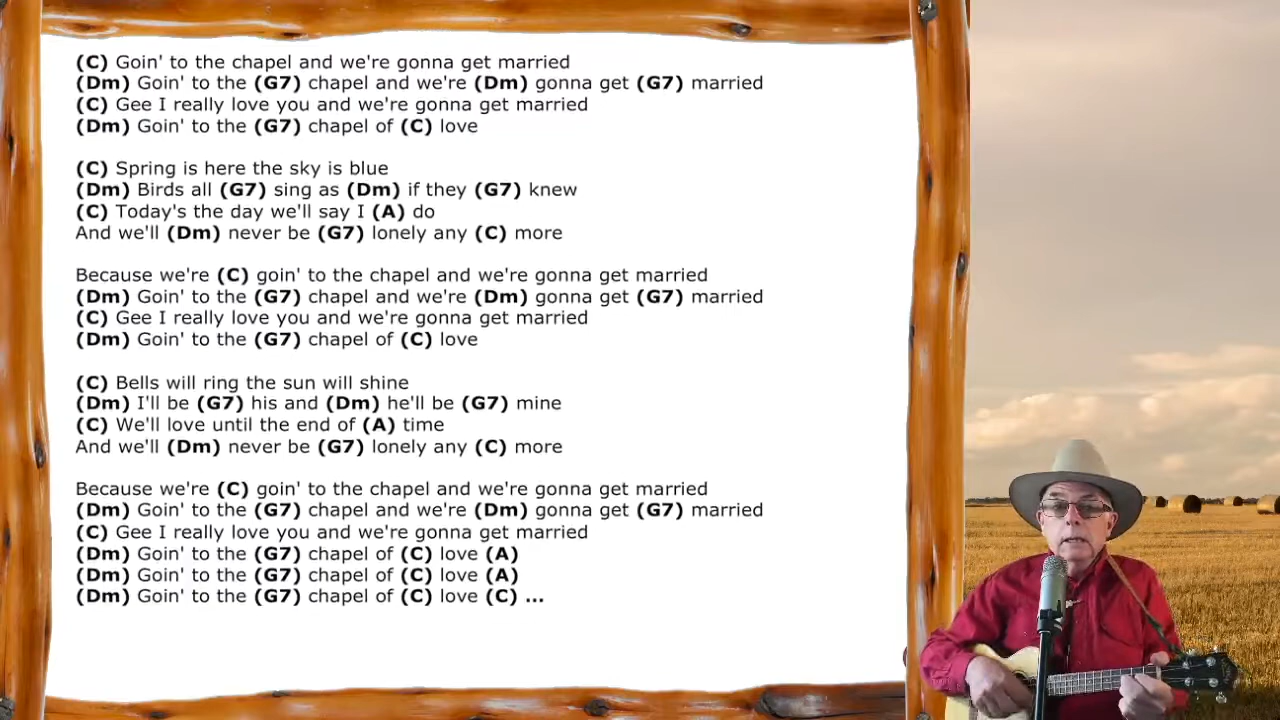 (C) Goin' to the chapel and we're gonna get married
(Dm) Goin' to the (G7) chapel and we're (Dm) gonna get (G7) married
(C) Gee I really love you and we're gonna get married
(Dm) Goin' to the (G7) chapel of (C) love
(C) Spring is here the sky is blue
(Dm) Birds all (G7) sing as (Dm) if they (G7) knew
(C) Today's the day we'll say I (A) do
And we'll (Dm) never be (G7) lonely any (C) more
Because we're (C) goin' to the chapel and we're gonna get married
(Dm) Goin' to the (G7) chapel and we're (Dm) gonna get (G7) married
(C) Gee I really love you and we're gonna get married
(Dm) Goin' to the (G7) chapel of (C) love
(C) Bells will ring the sun will shine
(Dm) I'll be (G7) his and (Dm) he'll be (G7) mine
(C) We'll love until the end of (A) time
And we'll (Dm) never be (G7) lonely any (C) more
Because we're (C) goin' to the chapel and we're gonna get married
(Dm) Goin' to the (G7) chapel and we're (Dm) gonna get (G7) married
(C) Gee I really love you and we're gonna get married
(Dm) Goin' to the (G7) chapel of (C) love (A)
(Dm) Goin' to the (G7) chapel of (C) love (A)
(Dm) Goin' to the (G7) chapel of (C) love (C) ...